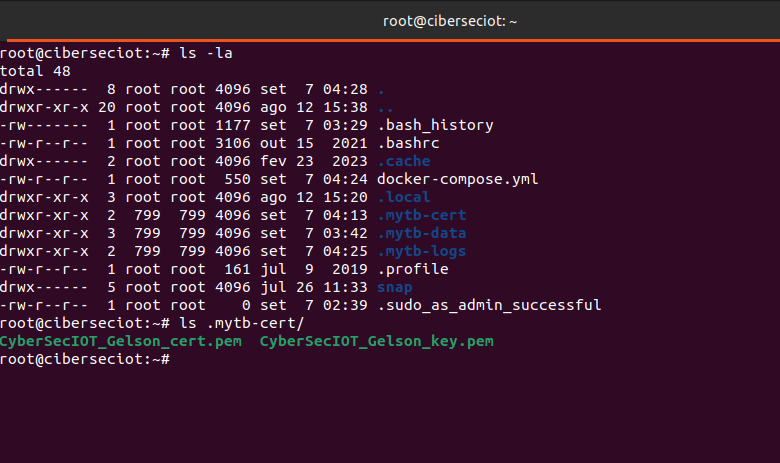 root@ciberseciot: ~
root@ciberseciot:~# ls -la
total 48
drwx------  8 root root 4096 set  7 04:28 .
drwxr-xr-x 20 root root 4096 ago 12 15:38 ..
-rw-------  1 root root 1177 set  7 03:29 .bash_history
-rw-r--r--  1 root root 3106 out 15  2021 .bashrc
drwx------  2 root root 4096 fev 23  2023 .cache
-rw-r--r--  1 root root  550 set  7 04:24 docker-compose.yml
drwxr-xr-x  3 root root 4096 ago 12 15:20 .local
drwxr-xr-x  2  799  799 4096 set  7 04:13 .mytb-cert
drwxr-xr-x  3  799  799 4096 set  7 03:42 .mytb-data
drwxr-xr-x  2  799  799 4096 set  7 04:25 .mytb-logs
-rw-r--r--  1 root root  161 jul  9  2019 .profile
drwx------  5 root root 4096 jul 26 11:33 snap
-rw-r--r--  1 root root    0 set  7 02:39 .sudo_as_admin_successful
root@ciberseciot:~# ls .mytb-cert/
CyberSecIOT_Gelson_cert.pem  CyberSecIOT_Gelson_key.pem
root@ciberseciot:~#